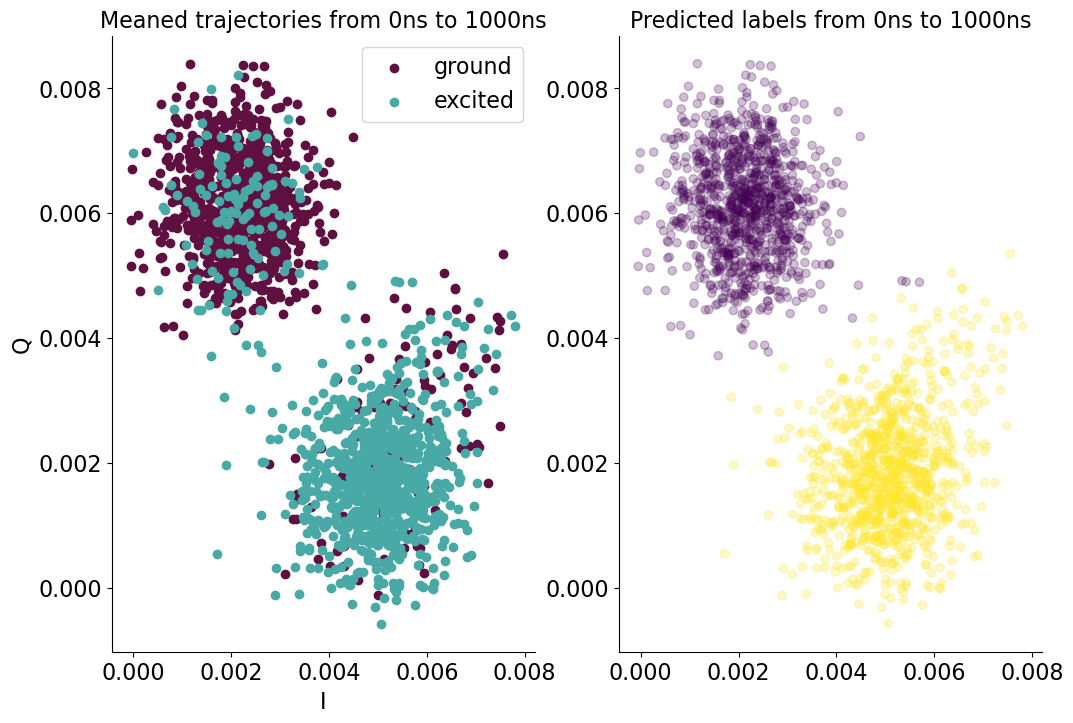 Meaned trajectories from 0ns to 1000ns
ground
excited
0.008
0.006
0.004
0.002
0.000
Q
0.000 0.002 0.004 0.006 0.008
I
Predicted labels from 0ns to 1000ns
0.008
0.006
0.004
0.002
0.000
0.000 0.002 0.004 0.006 0.008